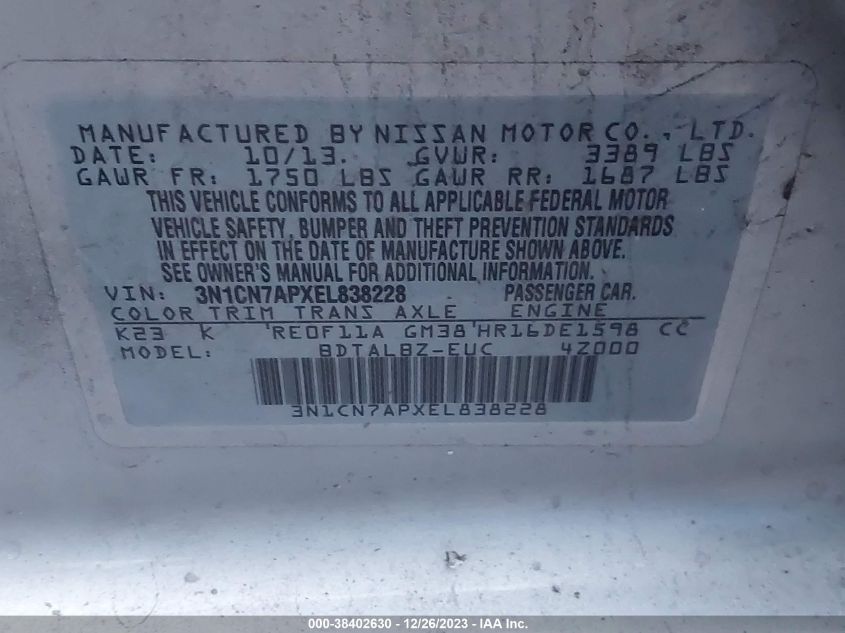 MANUFACTURED BY NISSAN MOTOR CO., LTD.
DATE: 10/13. GVWR: 3389 LBS
GAWR FR: 1750 LBS GAWR RR: 1687 LBS
THIS VEHICLE CONFORMS TO ALL APPLICABLE FEDERAL MOTOR
VEHICLE SAFETY, BUMPER AND THEFT PREVENTION STANDARDS
IN EFFECT ON THE DATE OF MANUFACTURE SHOWN ABOVE.
SEE OWNER'S MANUAL FOR ADDITIONAL INFORMATION.
VIN: 3N1CN7APXEL838228 PASSENGER CAR.
COLOR TRIM TRANS AXLE ENGINE
K23 K RE0F11A GM38 HR16DE1598 CC
MODEL: BDTALBZ-EUC 4Z000
3N1CN7APXEL838228
000-38402630 - 12/26/2023 - IAA Inc.